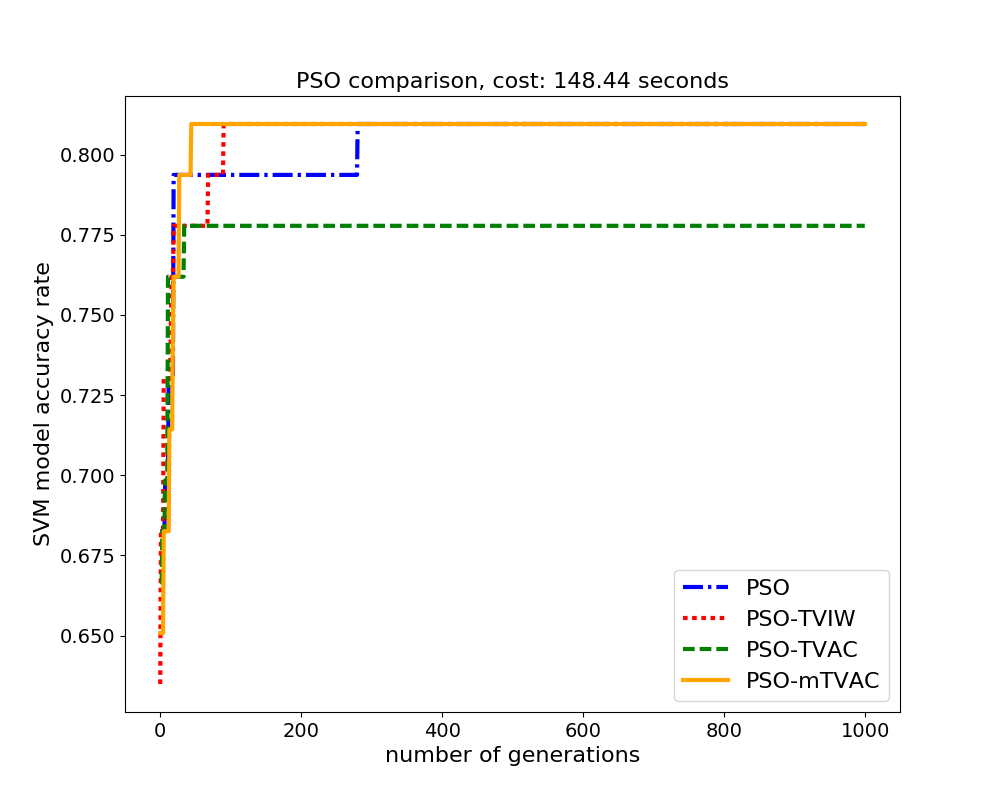 PSO comparison, cost: 148.44 seconds
SVM model accuracy rate
0.800
0.775
0.750
0.725
0.700
0.675
0.650
0 200 400 600 800 1000
number of generations
PSO
PSO-TVIW
PSO-TVAC
PSO-mTVAC